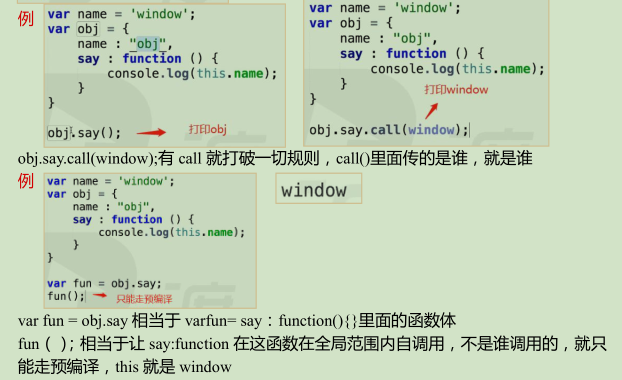 例
var name = 'window';
var obj = {
name : "obj",
say : function () {
console.log(this.name);
}
}
obj.say();
打印obj
var name = 'window';
var obj = {
name : "obj",
say : function () {
console.log(this.name);
}
}
打印window
obj.say.call(window);
obj.say.call(window);有 call 就打破一切规则，call()里面传的是谁，就是谁
例
var name = 'window';
var obj = {
name : "obj",
say : function () {
console.log(this.name);
}
}
var fun = obj.say;
fun();
只能走预编译
window
var fun = obj.say 相当于 varfun= say：function(){}里面的函数体
fun（ ）；相当于让 say:function 在这函数在全局范围内自调用，不是谁调用的，就只
能走预编译，this 就是 window